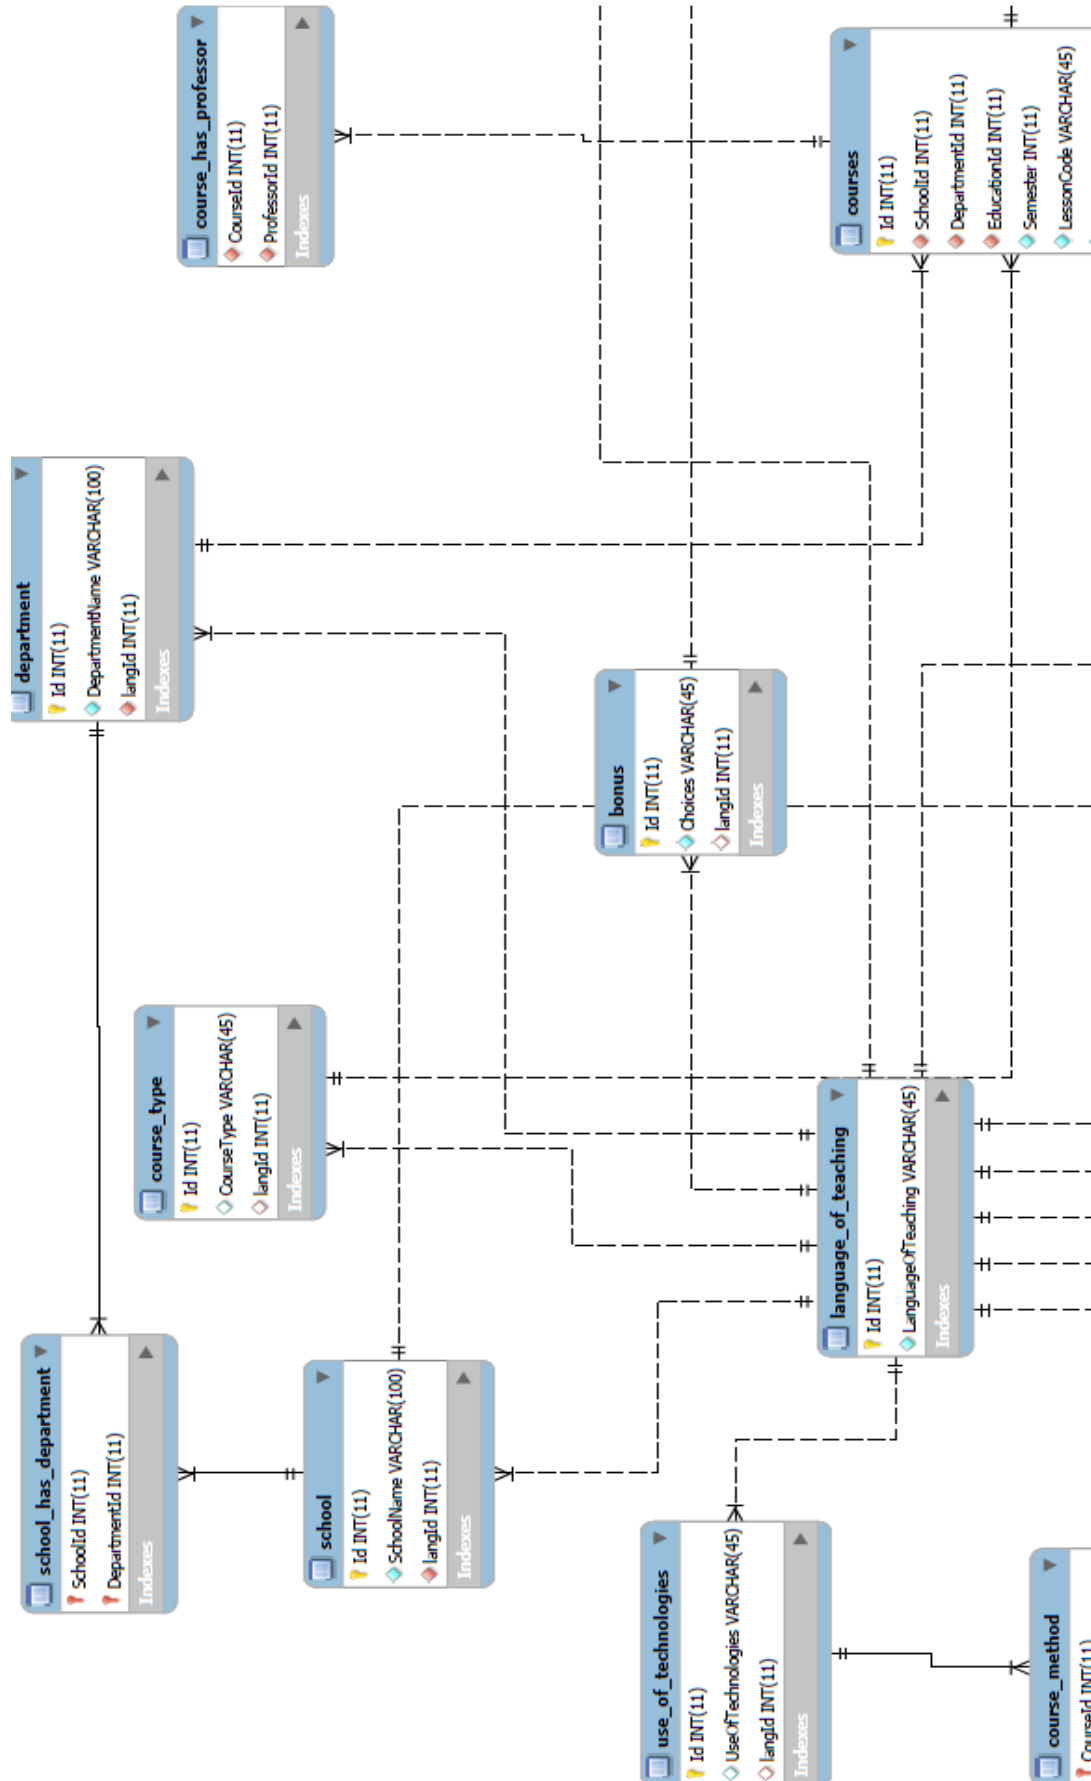 school_has_department
SchoolId INT(11)
DepartmentId INT(11)
Indexes
department
Id INT(11)
DepartmentName VARCHAR(100)
langId INT(11)
Indexes
course_has_professor
CourseId INT(11)
ProfessorId INT(11)
Indexes
course_type
Id INT(11)
CourseType VARCHAR(45)
langId INT(11)
Indexes
school
Id INT(11)
SchoolName VARCHAR(100)
langId INT(11)
Indexes
bonus
Id INT(11)
Choices VARCHAR(45)
langId INT(11)
Indexes
use_of_technologies
Id INT(11)
UseOfTechnologies VARCHAR(45)
langId INT(11)
Indexes
language_of_teaching
Id INT(11)
LanguageOfTeaching VARCHAR(45)
Indexes
courses
Id INT(11)
SchoolId INT(11)
DepartmentId INT(11)
EducationId INT(11)
Semester INT(11)
LessonCode VARCHAR(45)
course_method
CourseId INT(11)